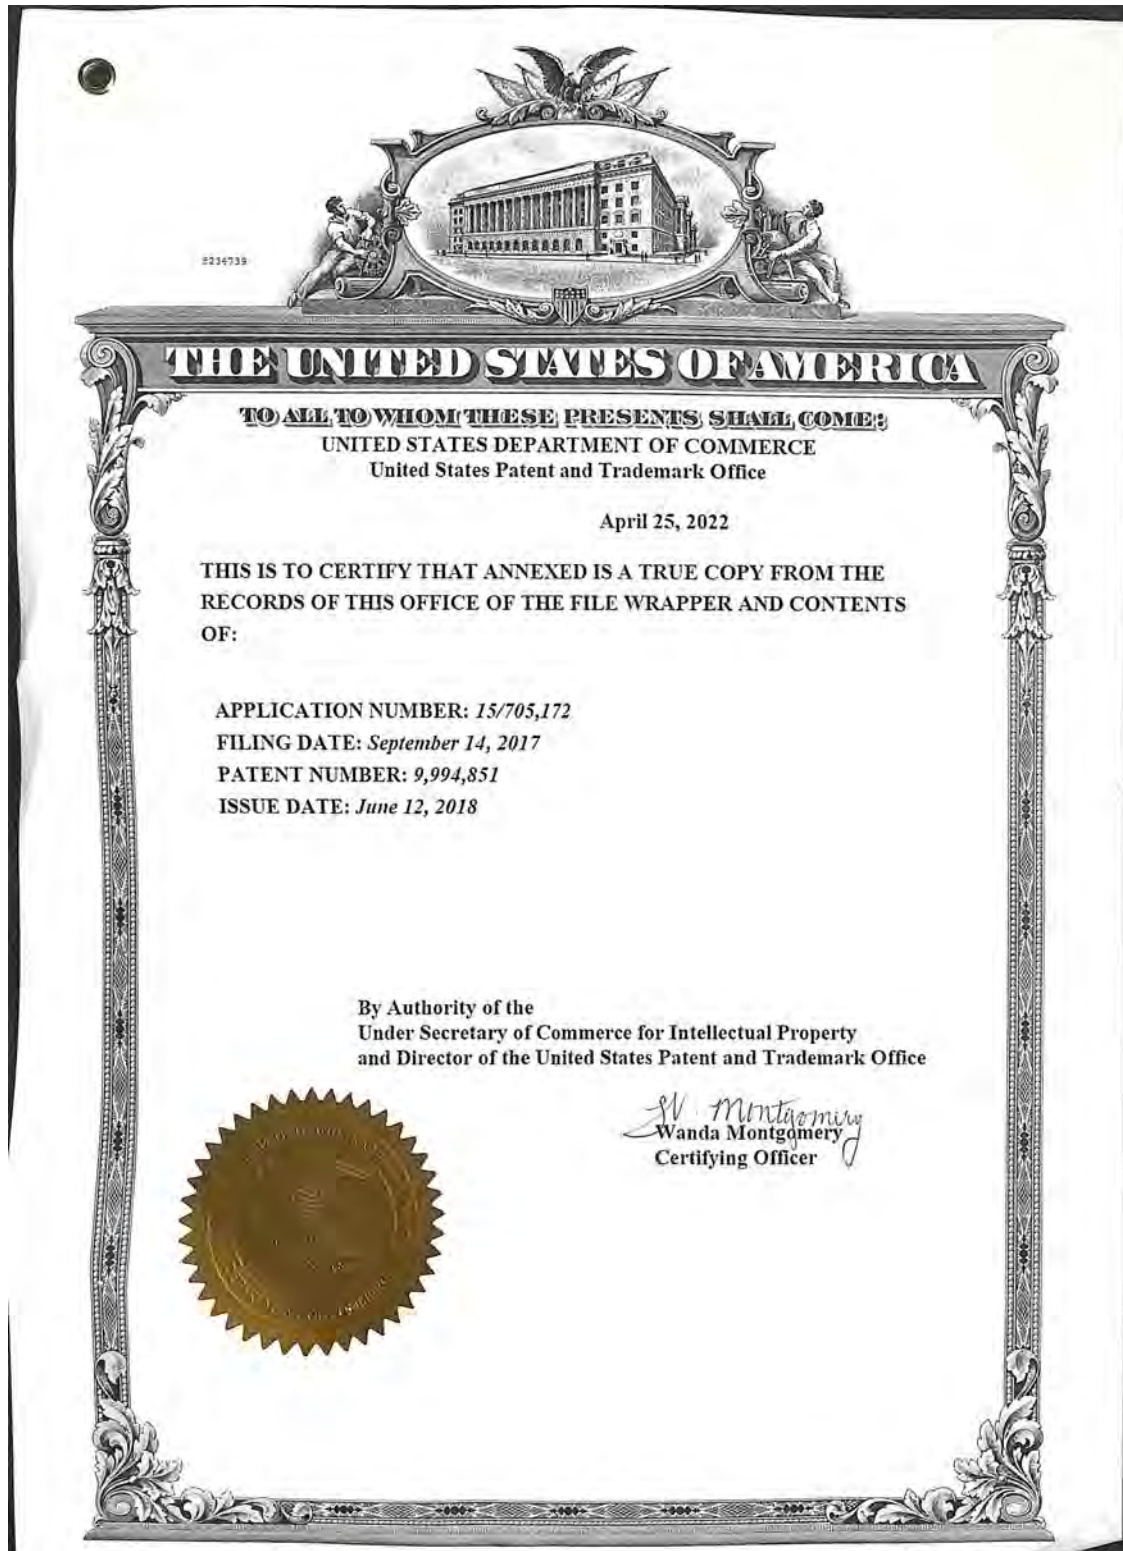 THE UNITED STATES OF AMERICA
TO ALL TO WHOM THESE PRESENTS SHALL COME:
UNITED STATES DEPARTMENT OF COMMERCE
United States Patent and Trademark Office
April 25, 2022
THIS IS TO CERTIFY THAT ANNEXED IS A TRUE COPY FROM THE
RECORDS OF THIS OFFICE OF THE FILE WRAPPER AND CONTENTS
OF:
APPLICATION NUMBER: 15/705,172
FILING DATE: September 14, 2017
PATENT NUMBER: 9,994,851
ISSUE DATE: June 12, 2018
By Authority of the
Under Secretary of Commerce for Intellectual Property
and Director of the United States Patent and Trademark Office
W Montgomery
Wanda Montgomery
Certifying Officer